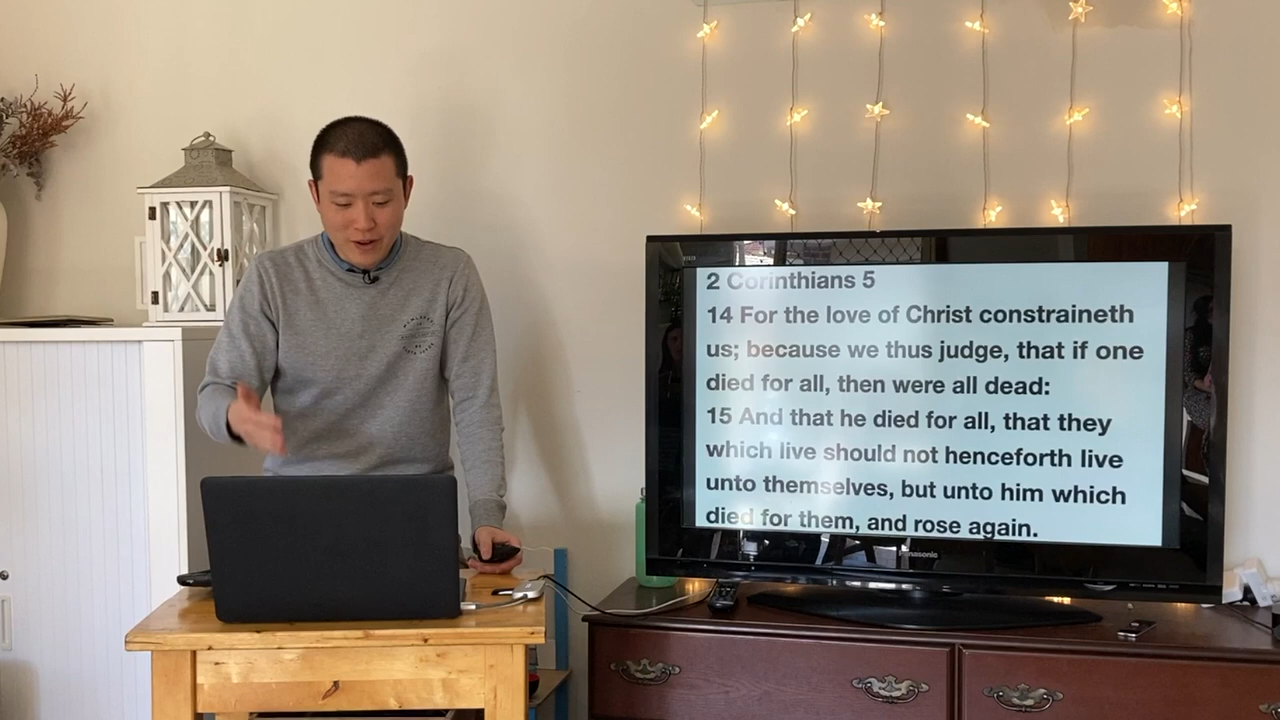 2 Corinthians 5
14 For the love of Christ constraineth
us; because we thus judge, that if one
died for all, then were all dead:
15 And that he died for all, that they
which live should not henceforth live
unto themselves, but unto him which
died for them, and rose again.
Panasonic